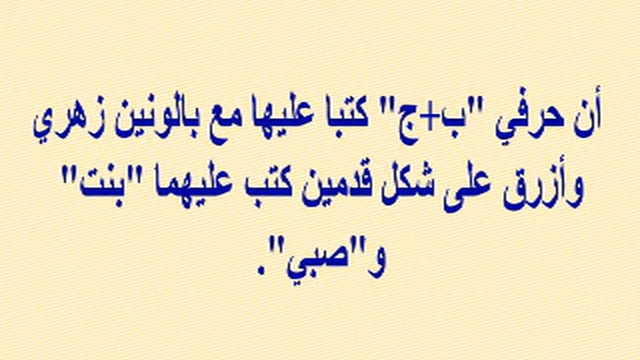 أن حرفي "ب+ج" كتبا عليها مع بالونين زهري
وأزرق على شكل قدمين كتب عليهما "بنت"
و"صبي".